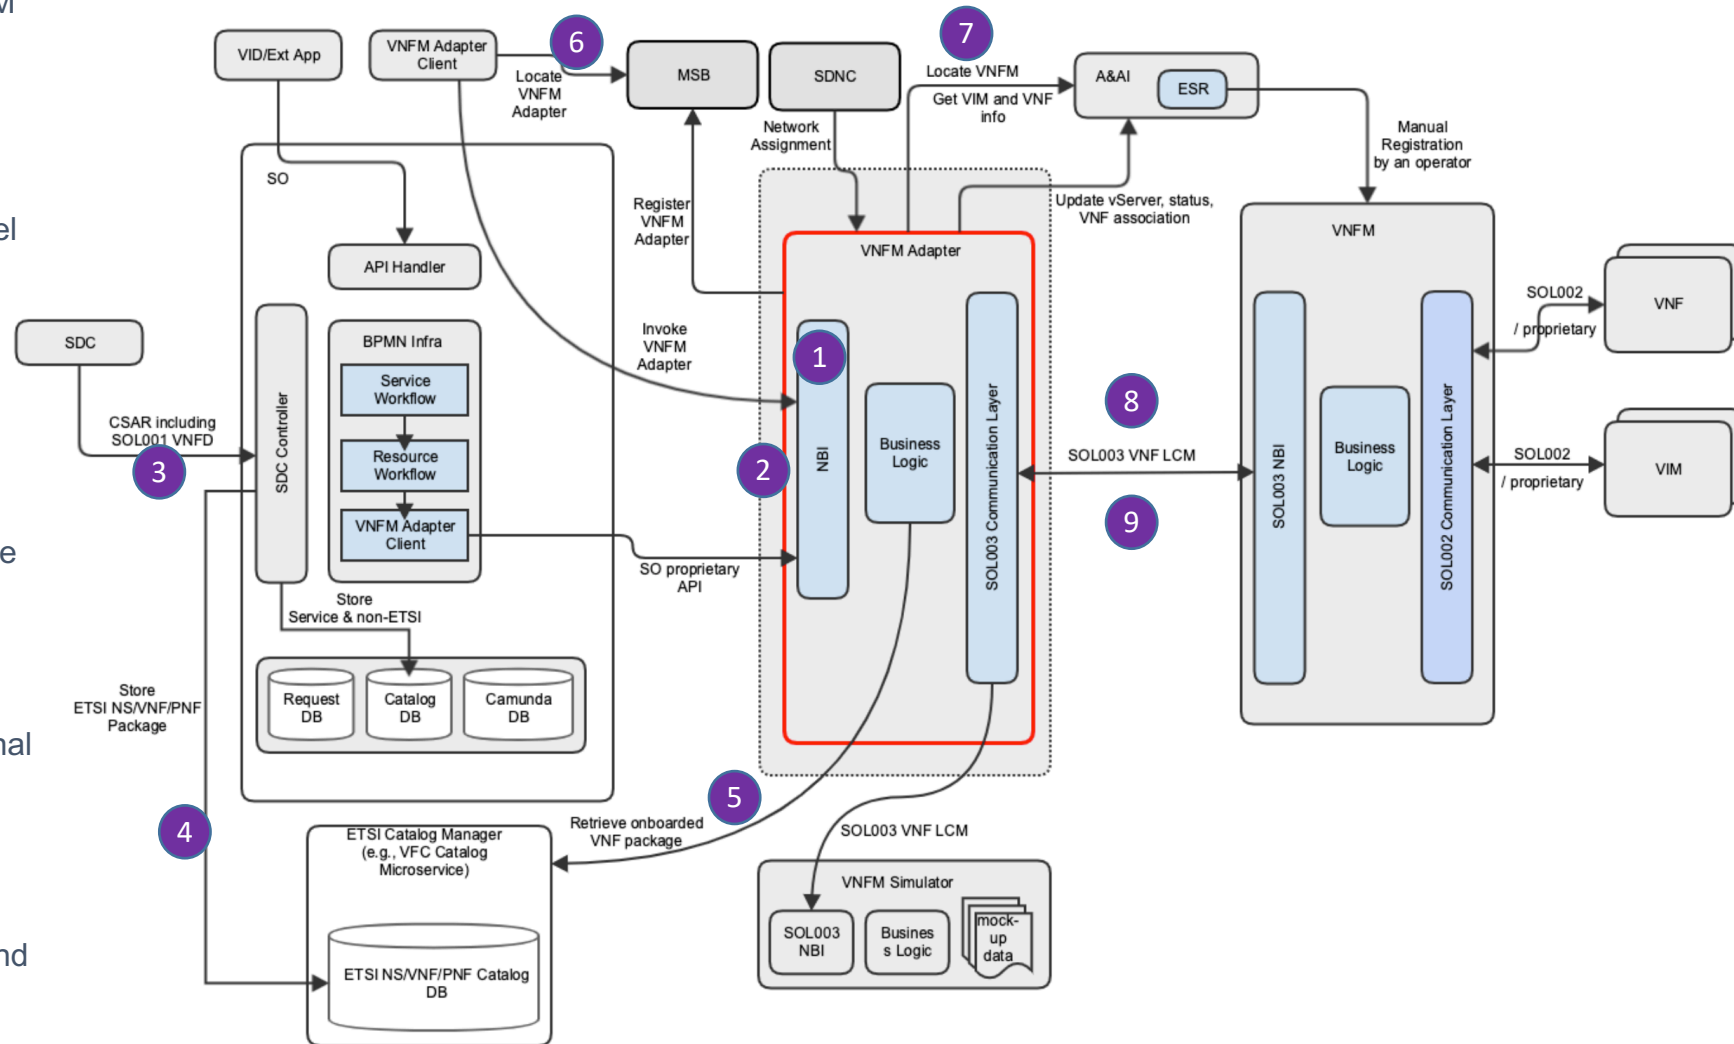 VID/Ext App
VNFM Adapter
Client
6
Locate
VNFM
Adapter
MSB
SDNC
Network
Assignment
7
Locate VNFM
Get VIM and VNF
info
A&AI
ESR
Manual
Registration
by an operator
SO
API Handler
Register
VNFM
Adapter
Update vServer, status,
VNF association
VNFM Adapter
VNFM
SDC
CSAR including
SOL001 VNFD
3
SDC Controller
BPMN Infra
Service
Workflow
Resource
Workflow
VNFM Adapter
Client
Invoke
VNFM
Adapter
1
2
NBI
Business
Logic
SOL003 Communication Layer
8
SOL003 VNF LCM
9
SOL003 NBI
Business
Logic
SOL002 Communication Layer
SOL002
/ proprietary
VNF
SOL002
/ proprietary
VIM
SO proprietary
API
Store
Service & non-ETSI
Request
DB
Catalog
DB
Camunda
DB
Store
ETSI NS/VNF/PNF
Package
4
5
Retrieve onboarded
VNF package
ETSI Catalog Manager
(e.g., VFC Catalog
Microservice)
ETSI NS/VNF/PNF Catalog
DB
SOL003 VNF LCM
VNFM Simulator
SOL003
NBI
Busines
s Logic
mock-
up
data